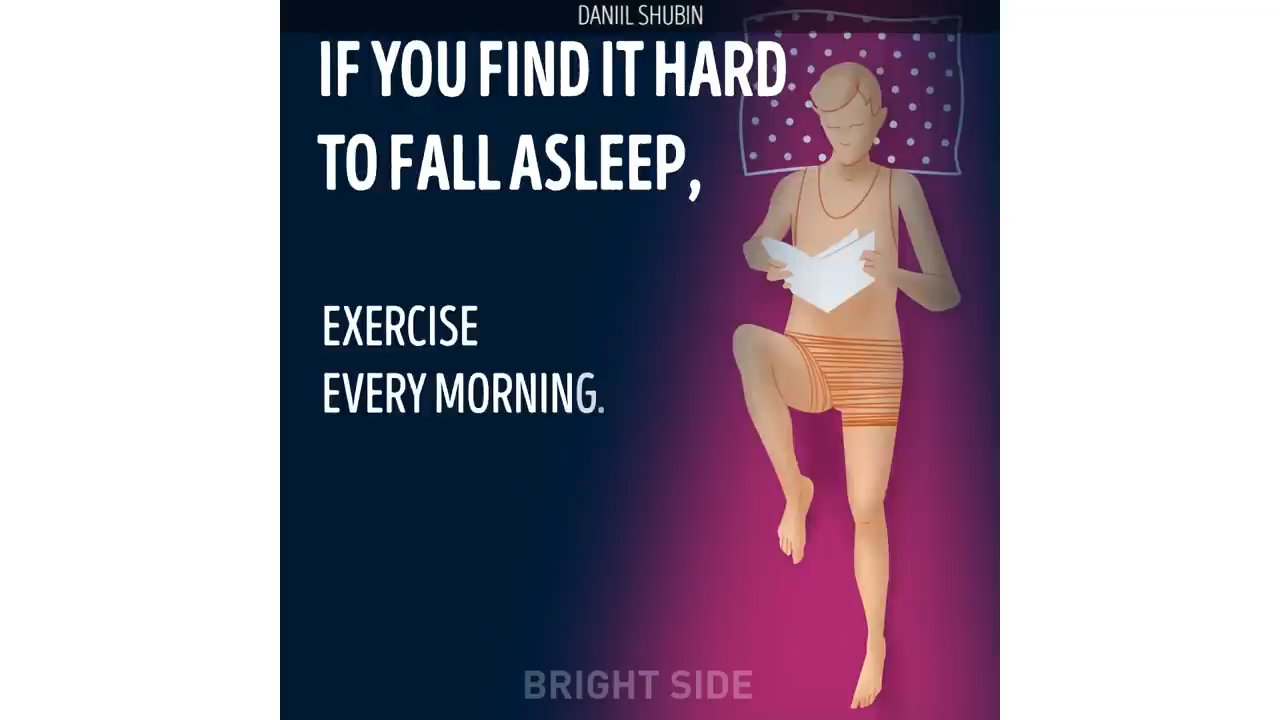 DANIIL SHUBIN
IF YOU FIND IT HARD
TO FALL ASLEEP,
EXERCISE
EVERY MORNING.
BRIGHT SIDE